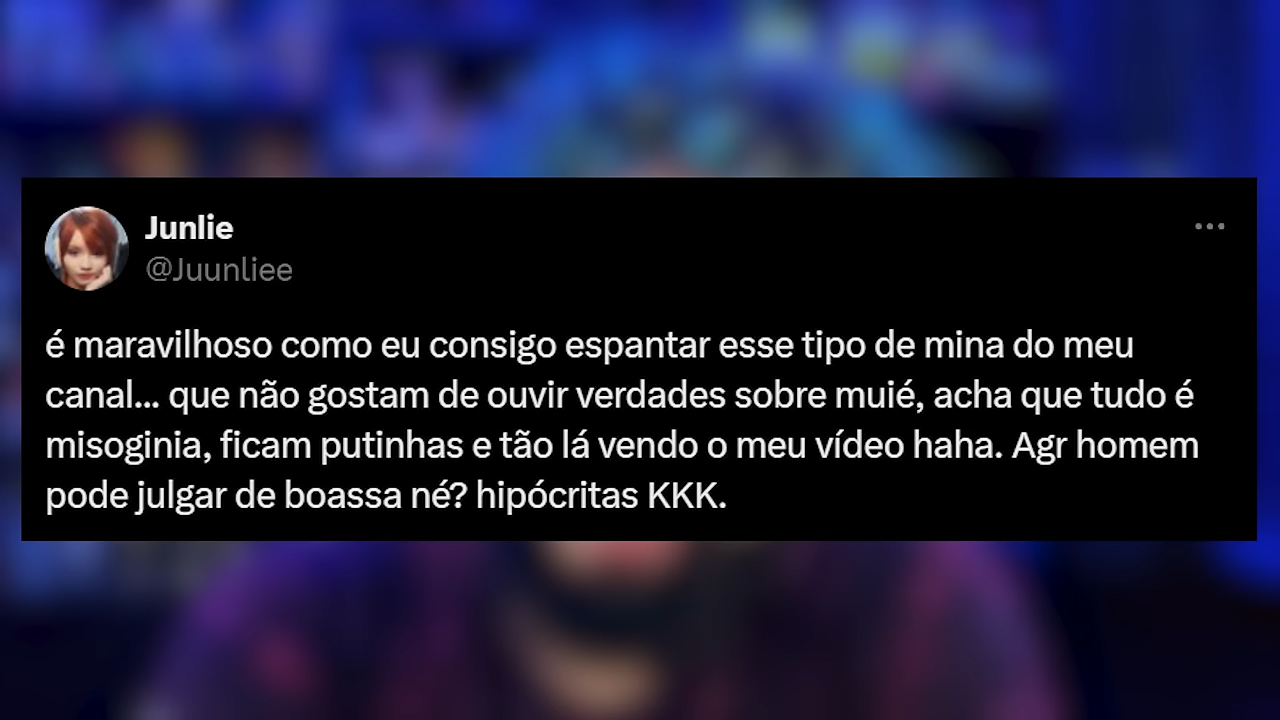 Junlie
@Juunliee
é maravilhoso como eu consigo espantar esse tipo de mina do meu
canal... que não gostam de ouvir verdades sobre muié, acha que tudo é
misoginia, ficam putinhas e tão lá vendo o meu vídeo haha. Agr homem
pode julgar de boassa né? hipócritas KKK.